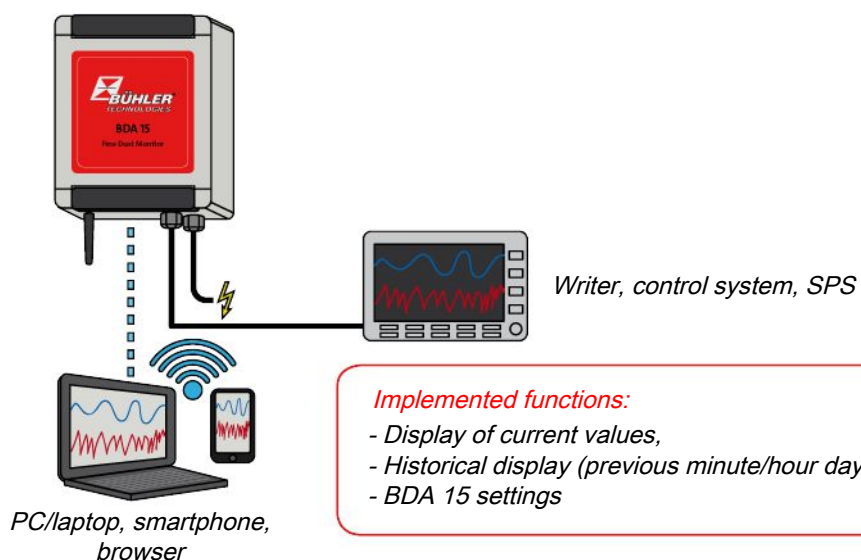 BÜHLER
TECHNOLOGIES
BDA 15
Fine Dust Monitor
Writer, control system, SPS
Implemented functions:
- Display of current values,
- Historical display (previous minute/hour day
- BDA 15 settings
PC/laptop, smartphone,
browser